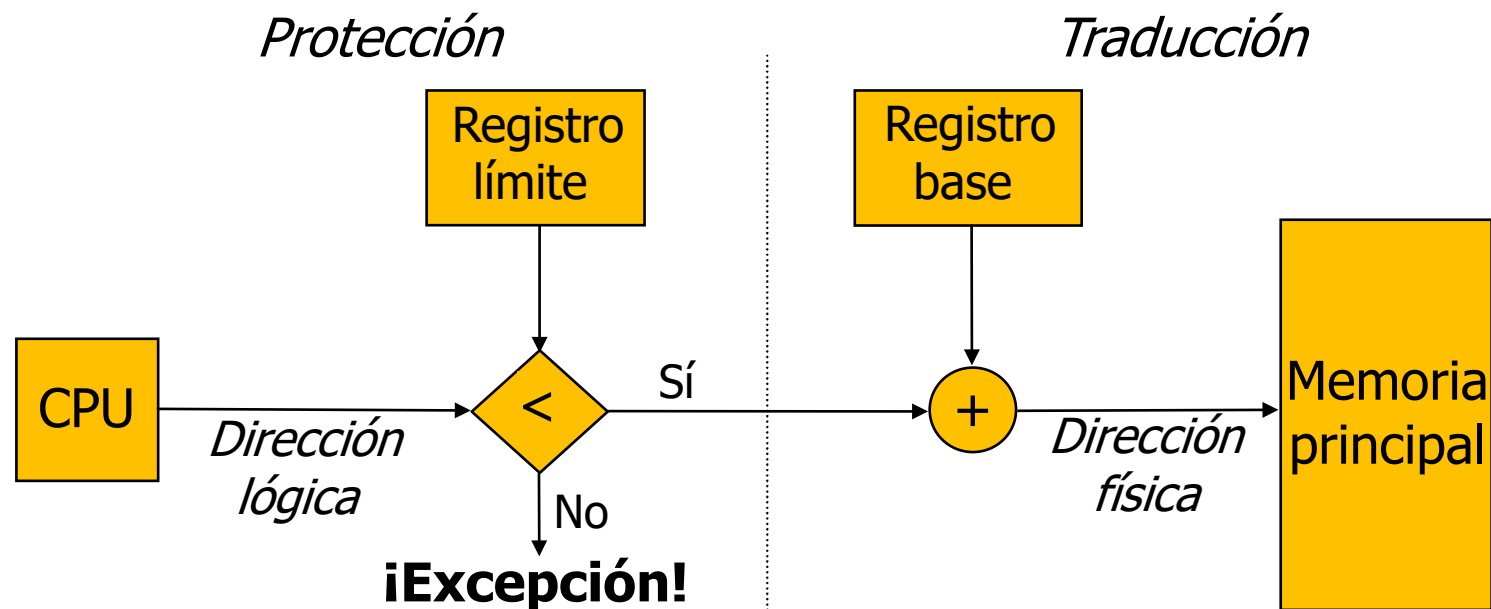 Protección
Traducción
Registro
límite
Registro
base
CPU
Dirección
lógica
<
Sí
No
¡Excepción!
+
Dirección
física
Memoria
principal